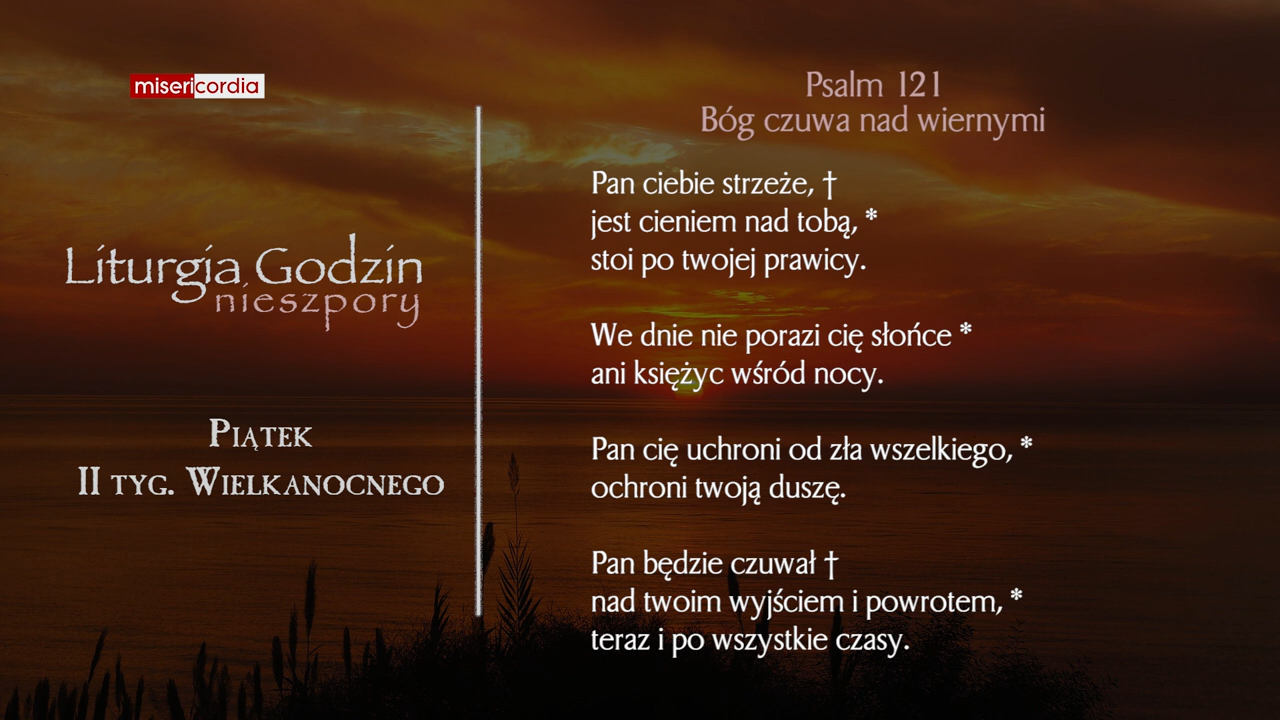 misericordia
Liturgia Godzin
nieszpory
Piątek
II tyg. Wielkanocnego
Psalm 121
Bóg czuwa nad wiernymi
Pan ciebie strzeże, †
jest cieniem nad tobą, *
stoi po twojej prawicy.
We dnie nie porazi cię słońce *
ani księżyc wśród nocy.
Pan cię uchroni od zła wszelkiego, *
ochroni twoją duszę.
Pan będzie czuwał †
nad twoim wyjściem i powrotem, *
teraz i po wszystkie czasy.